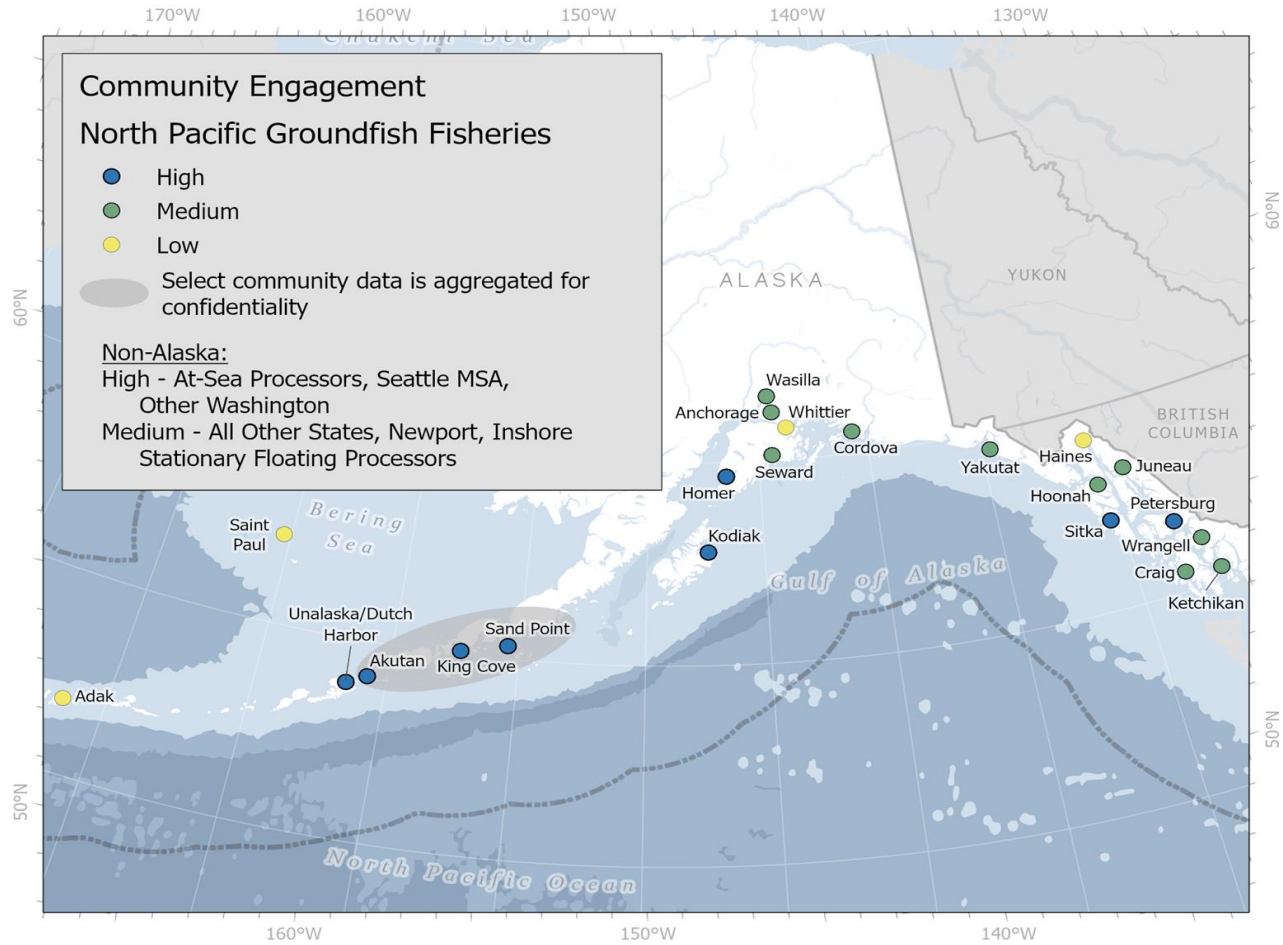 170°W
160°W
150°W
140°W
130°W
Chukchi Sea
Community Engagement
North Pacific Groundfish Fisheries
High
Medium
Low
Select community data is aggregated for
confidentiality
Non-Alaska:
High - At-Sea Processors, Seattle MSA,
Other Washington
Medium - All Other States, Newport, Inshore
Stationary Floating Processors
60°N
60°N
ALASKA
YUKON
BRITISH
COLUMBIA
Wasilla
Anchorage
Whittier
Cordova
Seward
Homer
Kodiak
Yakutat
Haines
Juneau
Hoonah
Petersburg
Sitka
Wrangell
Craig
Ketchikan
Saint
Paul
Bering
Sea
Gulf of Alaska
Unalaska/Dutch
Harbor
Akutan
King Cove
Sand Point
Adak
50°N
50°N
North Pacific Ocean
160°W
150°W
140°W